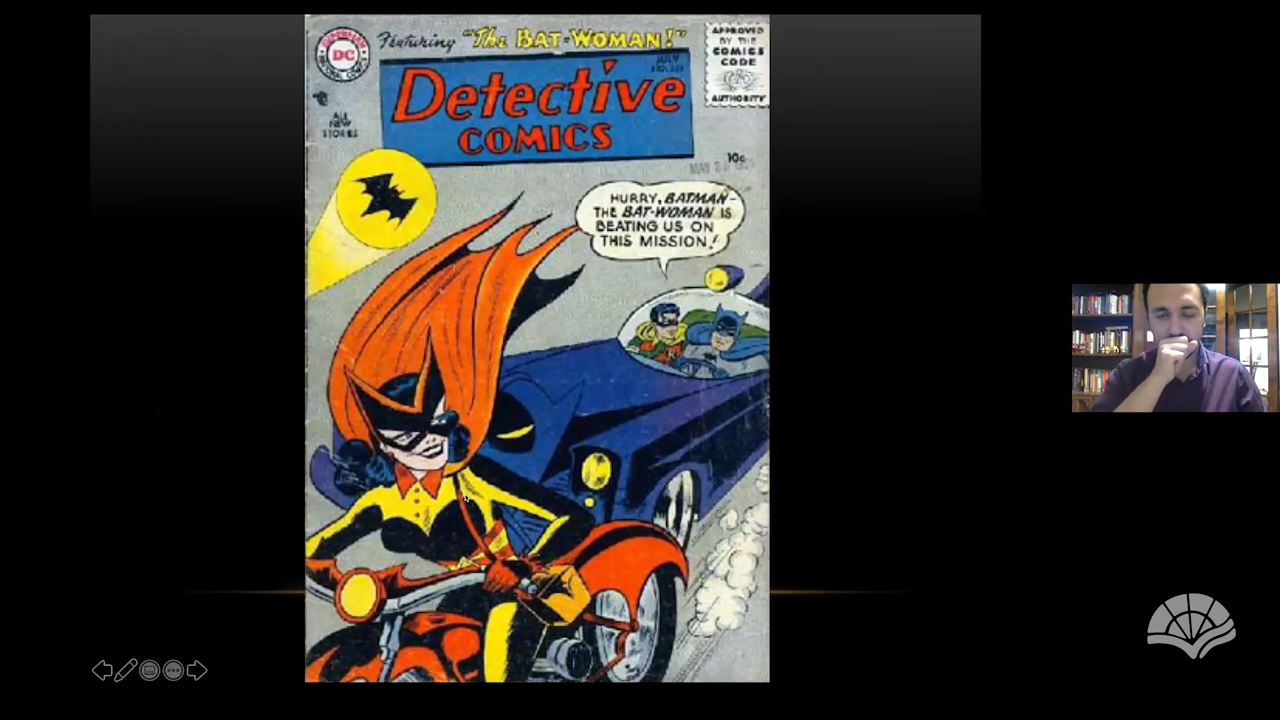 Featuring "The BAT-WOMAN!"
SUPERMAN
DC
NATIONAL COMICS
JULY
APPROVED
BY THE
COMICS
CODE
AUTHORITY
Detective
COMICS
ALL
NEW
STORIES
10¢
HURRY, BATMAN-
THE BAT-WOMAN IS
BEATING US ON
THIS MISSION!